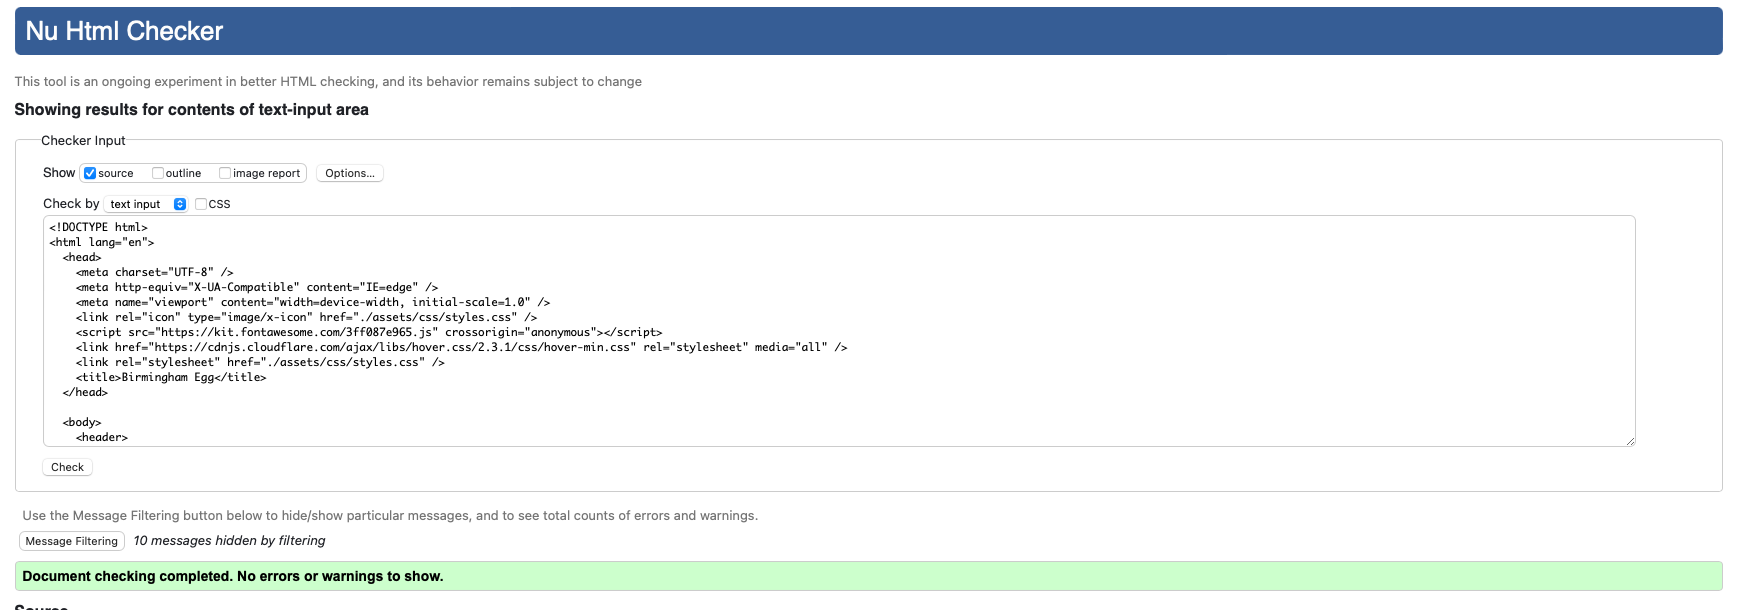 Nu Html Checker
This tool is an ongoing experiment in better HTML checking, and its behavior remains subject to change
Showing results for contents of text-input area
Checker Input
Show source outline image report Options...
Check by text input CSS
<!DOCTYPE html>
<html lang="en">
  <head>
    <meta charset="UTF-8" />
    <meta http-equiv="X-UA-Compatible" content="IE=edge" />
    <meta name="viewport" content="width=device-width, initial-scale=1.0" />
    <link rel="icon" type="image/x-icon" href="./assets/css/styles.css" />
    <script src="https://kit.fontawesome.com/3ff087e965.js" crossorigin="anonymous"></script>
    <link href="https://cdnjs.cloudflare.com/ajax/libs/hover.css/2.3.1/css/hover-min.css" rel="stylesheet" media="all" />
    <link rel="stylesheet" href="./assets/css/styles.css" />
    <title>Birmingham Egg</title>
  </head>
  <body>
    <header>
Check
Use the Message Filtering button below to hide/show particular messages, and to see total counts of errors and warnings.
Message Filtering 10 messages hidden by filtering
Document checking completed. No errors or warnings to show.
Source